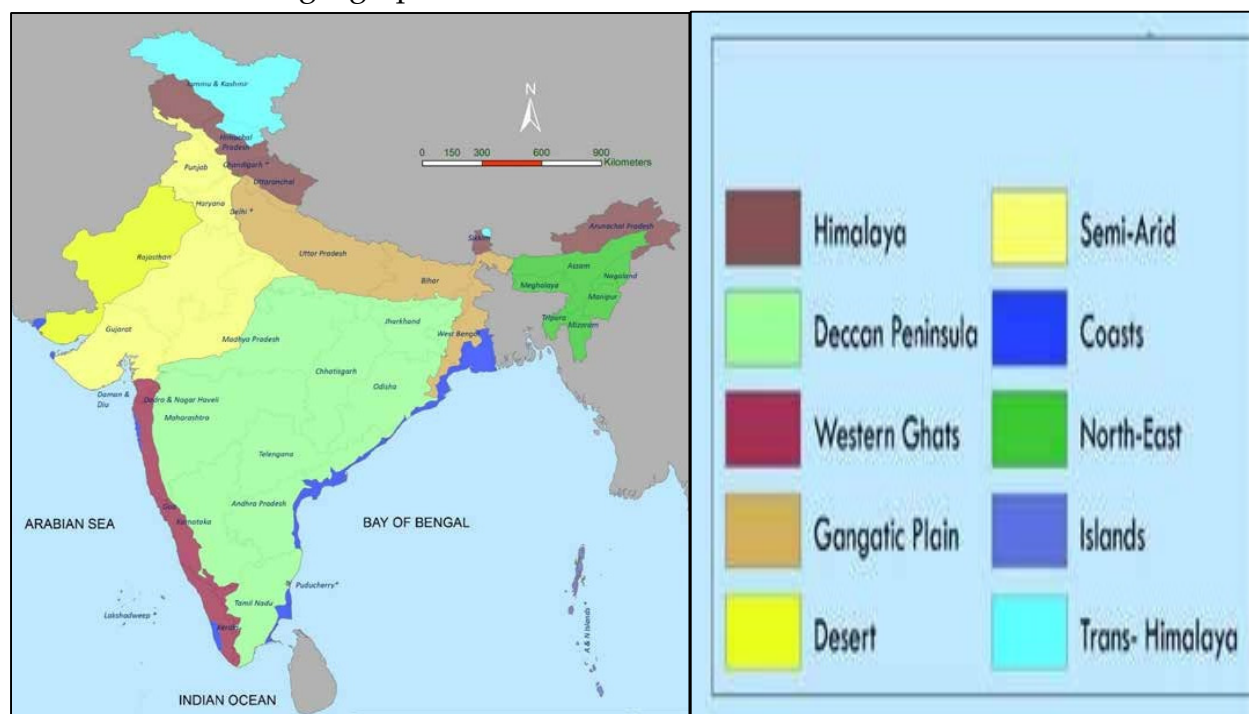 Jammu & Kashmir
Himachal
Pradesh
Chandigarh *
Uttaranchal
Punjab
Haryana
Delhi *
Rajasthan
Uttar Pradesh
Bihar
Sikkim
Arunachal Pradesh
Assam
Nagaland
Meghalaya
Manipur
Tripura
Mizoram
Gujarat
Madhya Pradesh
Jharkhand
West Bengal
Chhatisgarh
Odisha
Daman &
Diu
Dadra & Nagar Haveli
Maharashtra
Telengana
Andhra Pradesh
Goa
Karnataka
ARABIAN SEA
BAY OF BENGAL
Puducherry*
Tamil Nadu
Kerala
Lakshadweep *
A & N Islands *
INDIAN OCEAN
N
0 150 300 600 900
Kilometers
Himalaya
Deccan Peninsula
Western Ghats
Gangatic Plain
Desert
Semi-Arid
Coasts
North-East
Islands
Trans- Himalaya